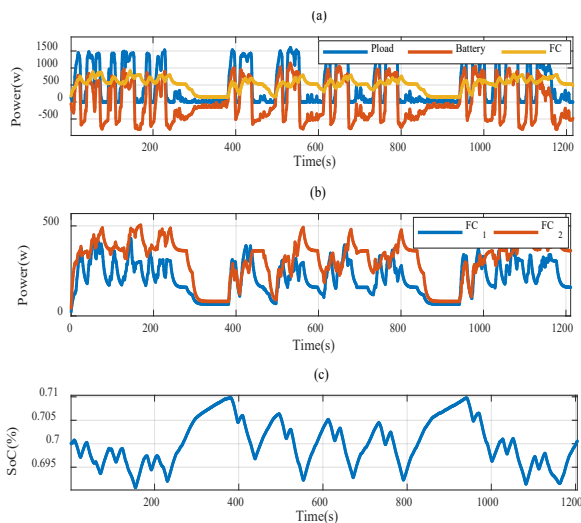 (a)
1500
1000
500
0
-500
Power(w)
Pload
Battery
FC
200
400
600
800
1000
1200
Time(s)
(b)
500
0
Power(w)
FC 1
FC 2
0
200
400
600
800
1000
1200
Time(s)
(c)
0.71
0.705
0.7
0.695
SoC(%)
200
400
600
800
1000
1200
Time(s)